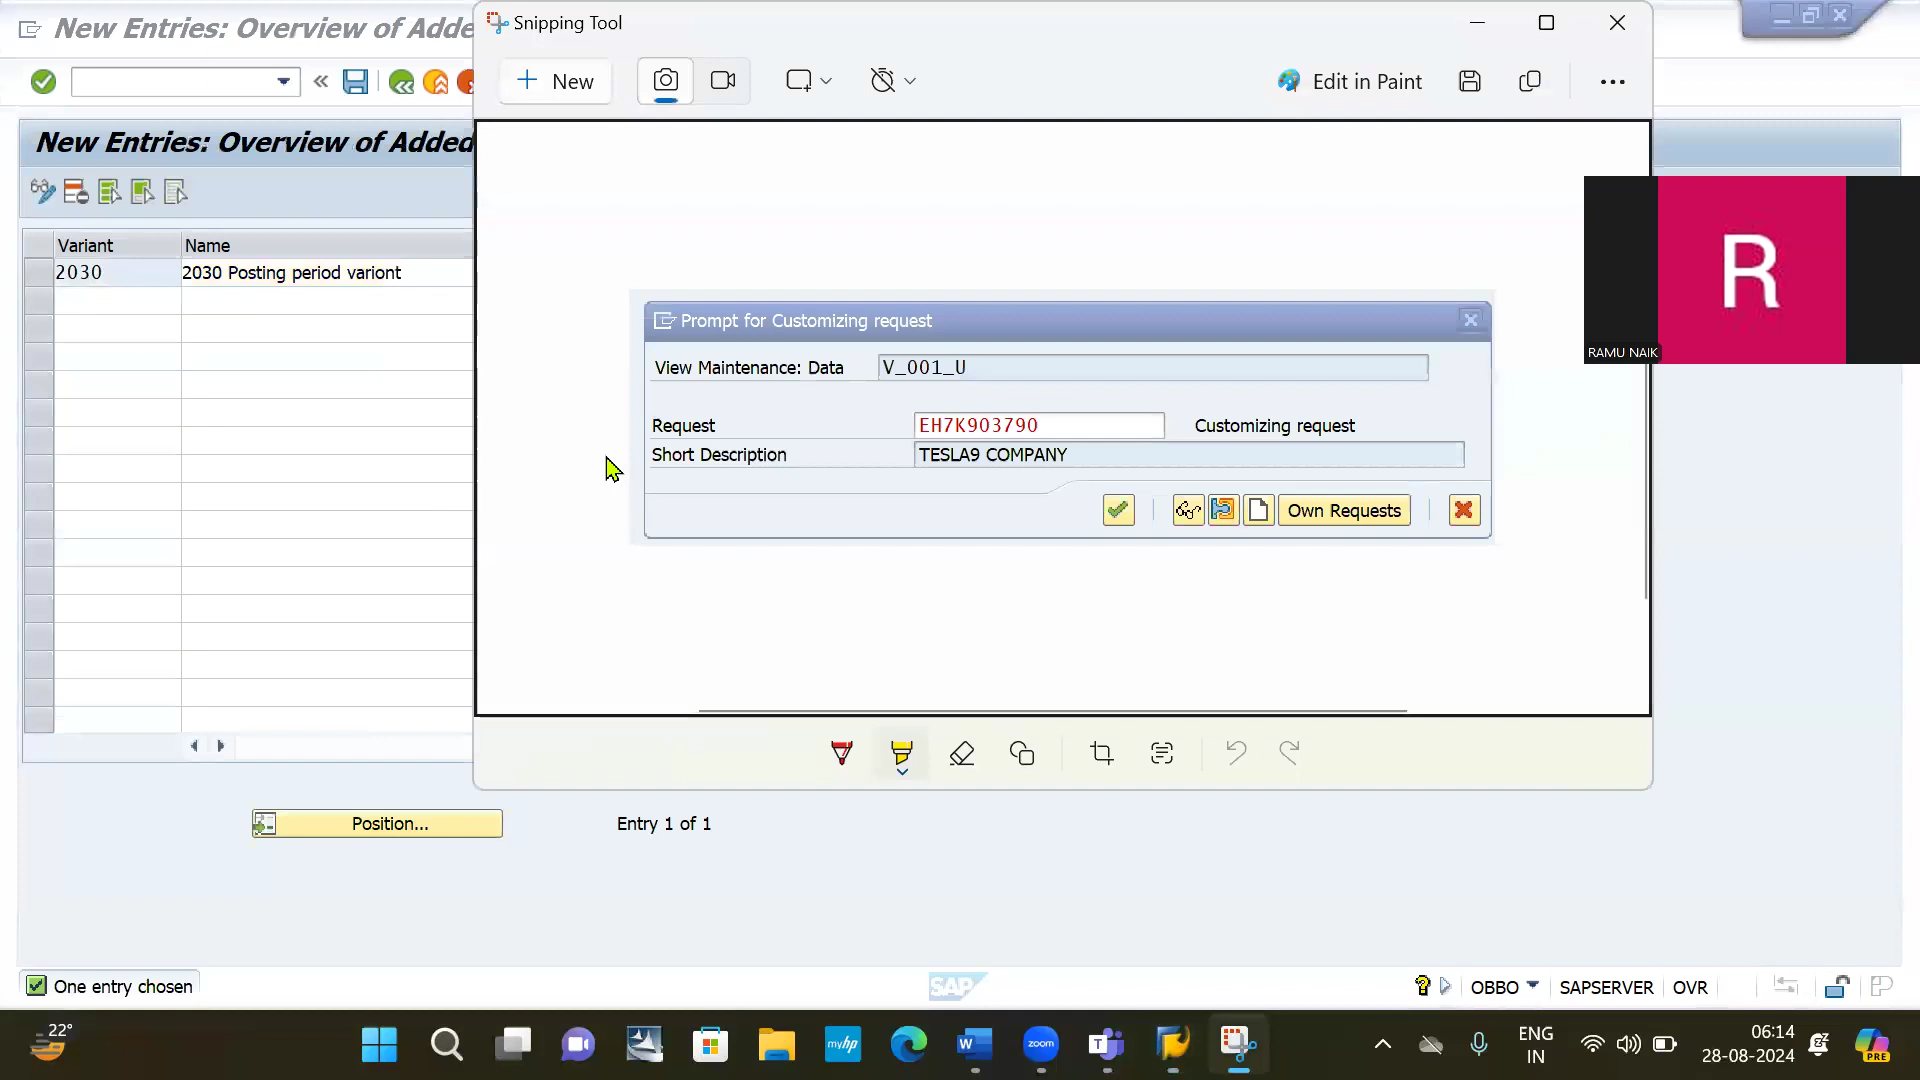 New Entries: Overview of Adde
Snipping Tool
New
Edit in Paint
New Entries: Overview of Added
Variant
Name
2030
2030 Posting period variont
Prompt for Customizing request
View Maintenance: Data
V_001_U
Request
EH7K903790
Customizing request
Short Description
TESLA9 COMPANY
Own Requests
R
RAMU NAIK
Position...
Entry 1 of 1
One entry chosen
SAP
OBBO
SAPSERVER
OVR
22°
myhp
W
zoom
T
ENG
IN
06:14
28-08-2024
PRE